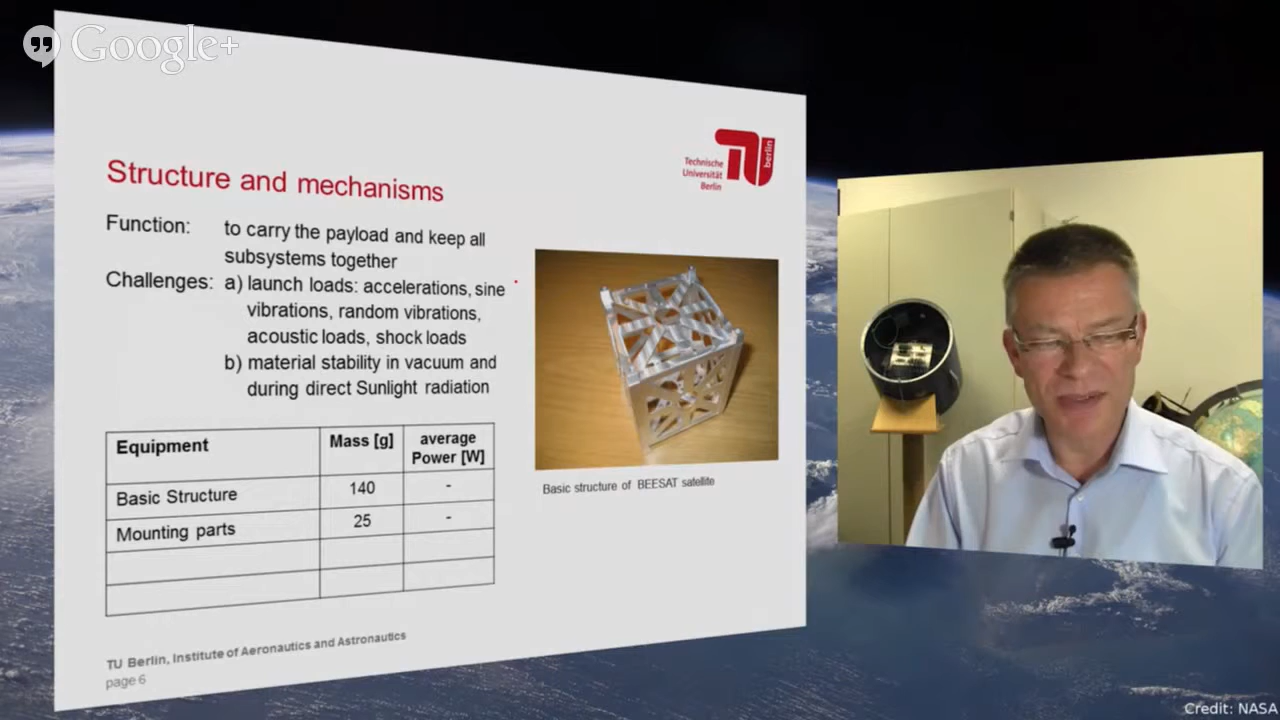 Google+
Technische
Universität
Berlin
berlin
Structure and mechanisms
Function: to carry the payload and keep all
subsystems together
Challenges: a) launch loads: accelerations, sine
vibrations, random vibrations,
acoustic loads, shock loads
b) material stability in vacuum and
during direct Sunlight radiation
Equipment Mass [g] average
Power [W]
Basic Structure 140 -
Mounting parts 25 -
Basic structure of BEESAT satellite
TU Berlin, Institute of Aeronautics and Astronautics
page 6
Credit: NASA